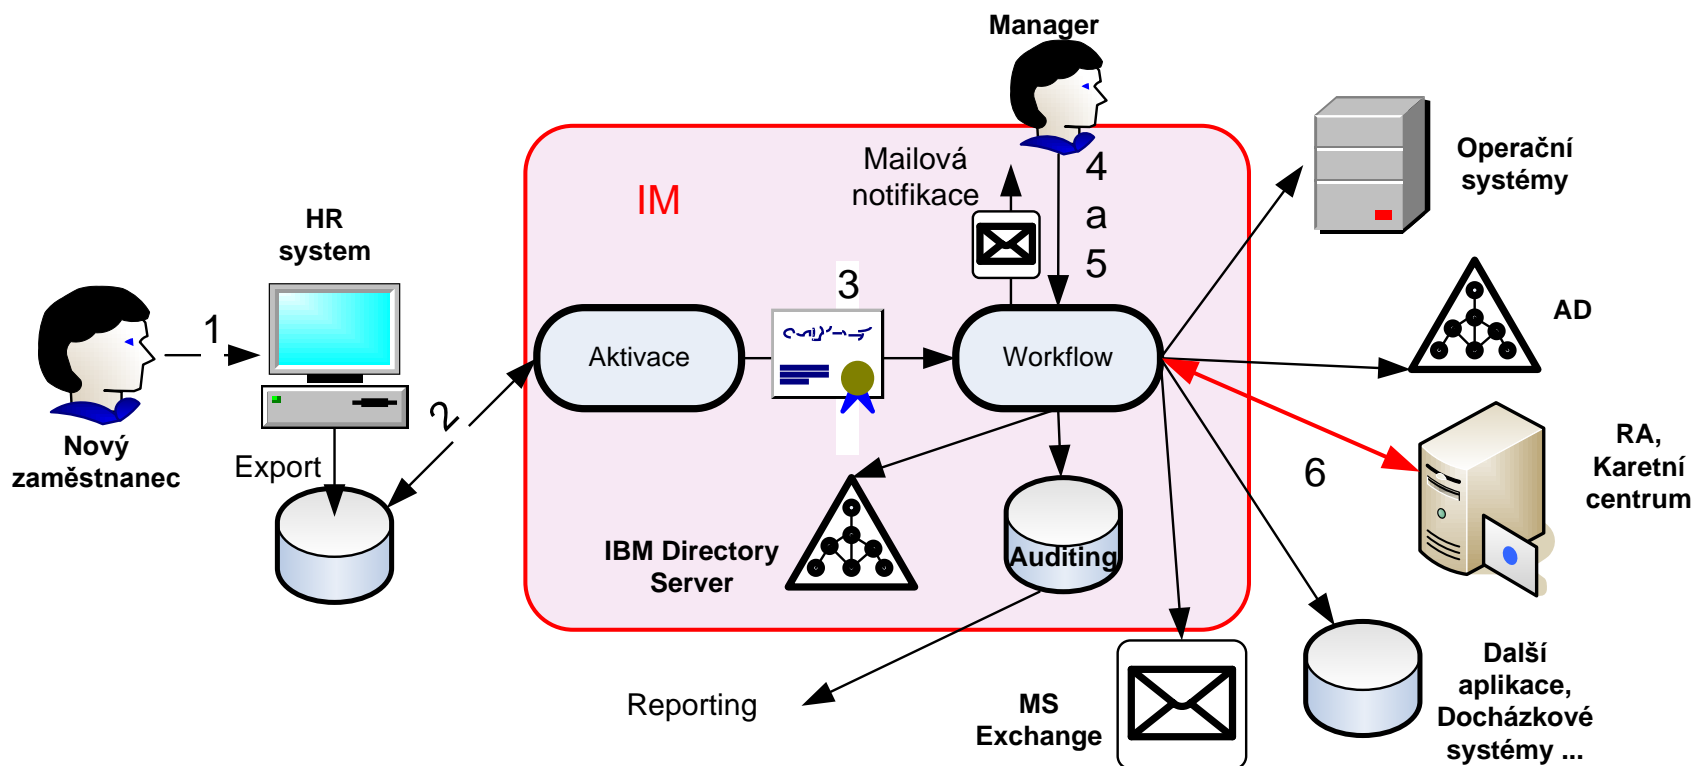 Manager
Mailová
notifikace
4
a
5
IM
Operační
systémy
HR
system
3
1
AD
Aktivace
Workflow
2
Nový
zaměstnanec
Export
RA,
Karetní
centrum
6
IBM Directory
Server
Auditing
Reporting
MS
Exchange
Další
aplikace,
Docházkové
systémy ...